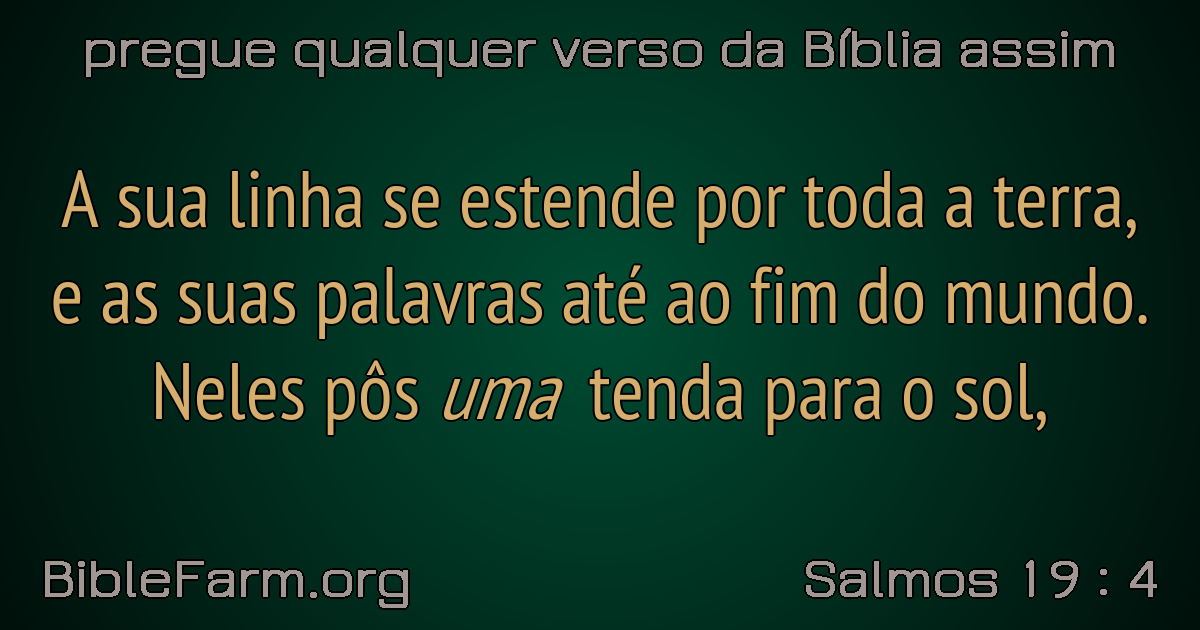 pregue qualquer verso da Bíblia assim
A sua linha se estende por toda a terra,
e as suas palavras até ao fim do mundo.
Neles pôs uma tenda para o sol,
BibleFarm.org
Salmos 19 : 4